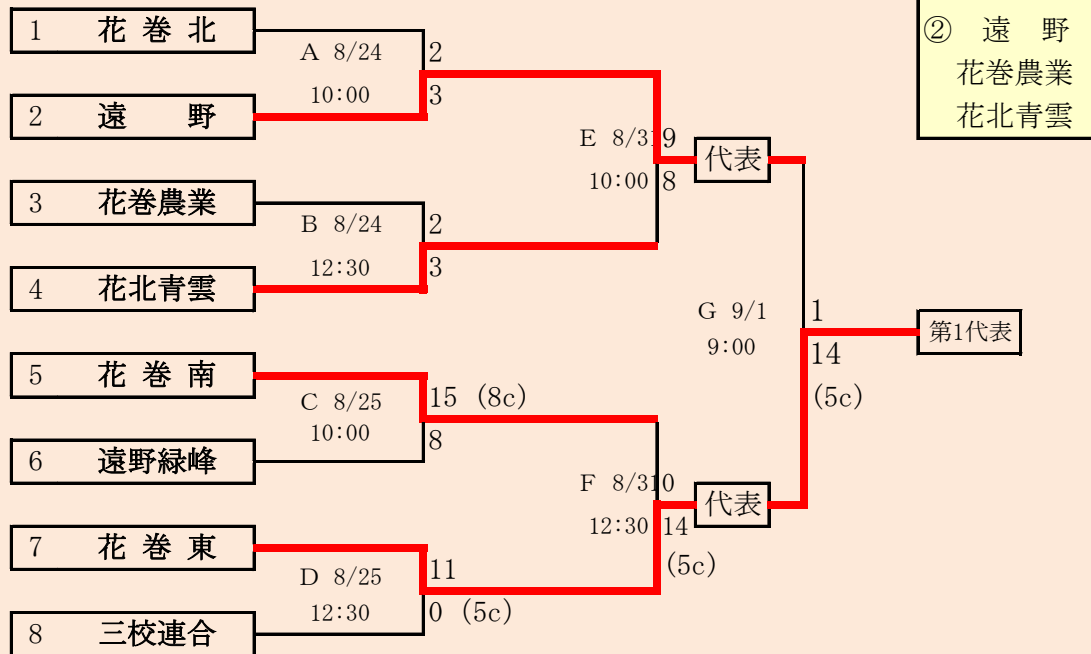 1 花巻北
A 8/24
2
10:00
3
2 遠野
3 花巻農業
B 8/24
2
12:30
3
4 花北青雲
E 8/31
9
10:00
8
代表
5 花巻南
C 8/25
15 (8c)
10:00
8
6 遠野緑峰
7 花巻東
D 8/25
11
12:30
0 (5c)
8 三校連合
F 8/31
0
12:30
14
(5c)
代表
G 9/1
1
9:00
14
(5c)
第1代表
② 遠野
花巻農業
花北青雲